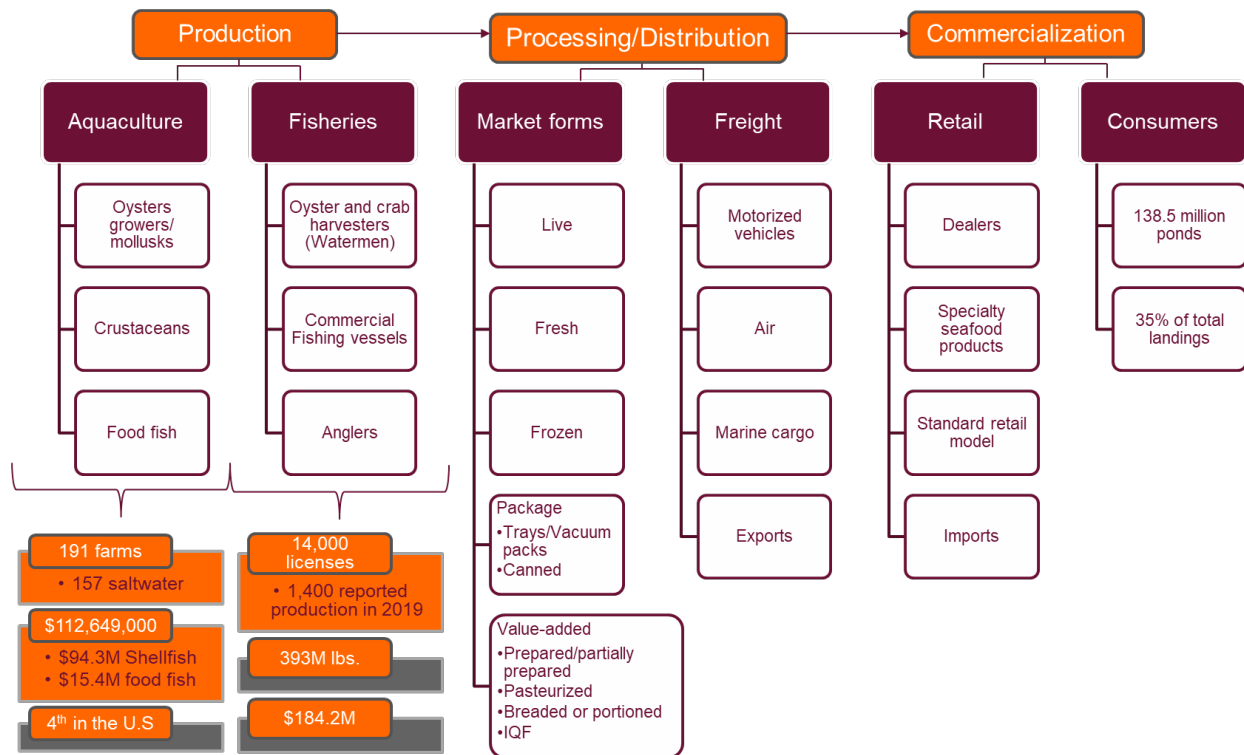 Production
Processing/Distribution
Commercialization
Aquaculture
Fisheries
Market forms
Freight
Retail
Consumers
Oysters
growers/
mollusks
Crustaceans
Food fish
Oyster and crab
harvesters
(Watermen)
Commercial
Fishing vessels
Anglers
Live
Fresh
Frozen
Package
•Trays/Vacuum
packs
•Canned
Value-added
•Prepared/partially
prepared
•Pasteurized
•Breaded or portioned
•IQF
Motorized
vehicles
Air
Marine cargo
Exports
Dealers
Specialty
seafood
products
Standard retail
model
Imports
138.5 million
ponds
35% of total
landings
191 farms
• 157 saltwater
$112,649,000
• $94.3M Shellfish
• $15.4M food fish
4th in the U.S
14,000
licenses
• 1,400 reported
production in 2019
393M lbs.
$184.2M